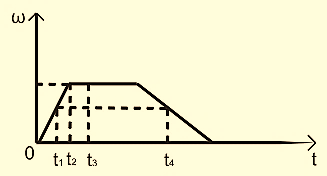 ω
0 t₁ t₂ t₃ t₄ t